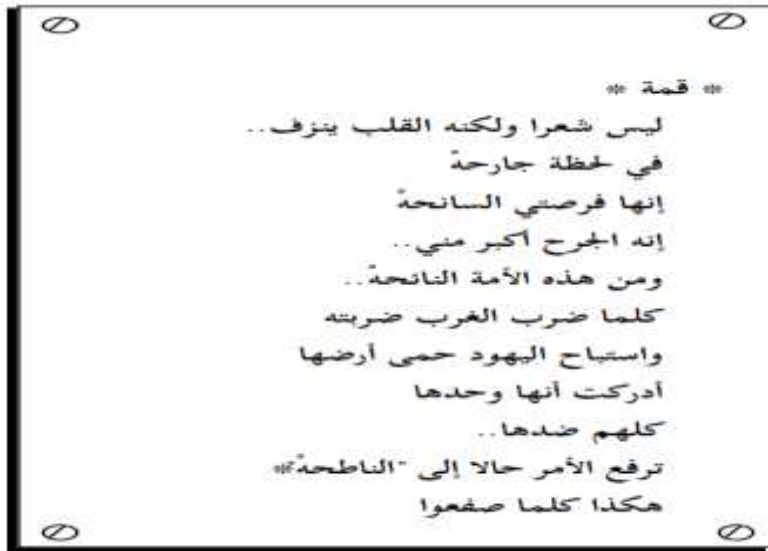 * قمة *
ليس شعرا ولكنه القلب ينزف..
في لحظة جارحةْ
إنها فرصتي السانحةْ
إنه الجرح أكبر مني..
ومن هذه الأمة النائحةْ..
كلما ضرب الغرب ضربته
واستباح اليهود حمى أرضها
أدركت أنها وحدها
كلهم ضدها..
ترفع الأمر حالا إلى "الناطحةْ"*
هكذا كلما صفعوا